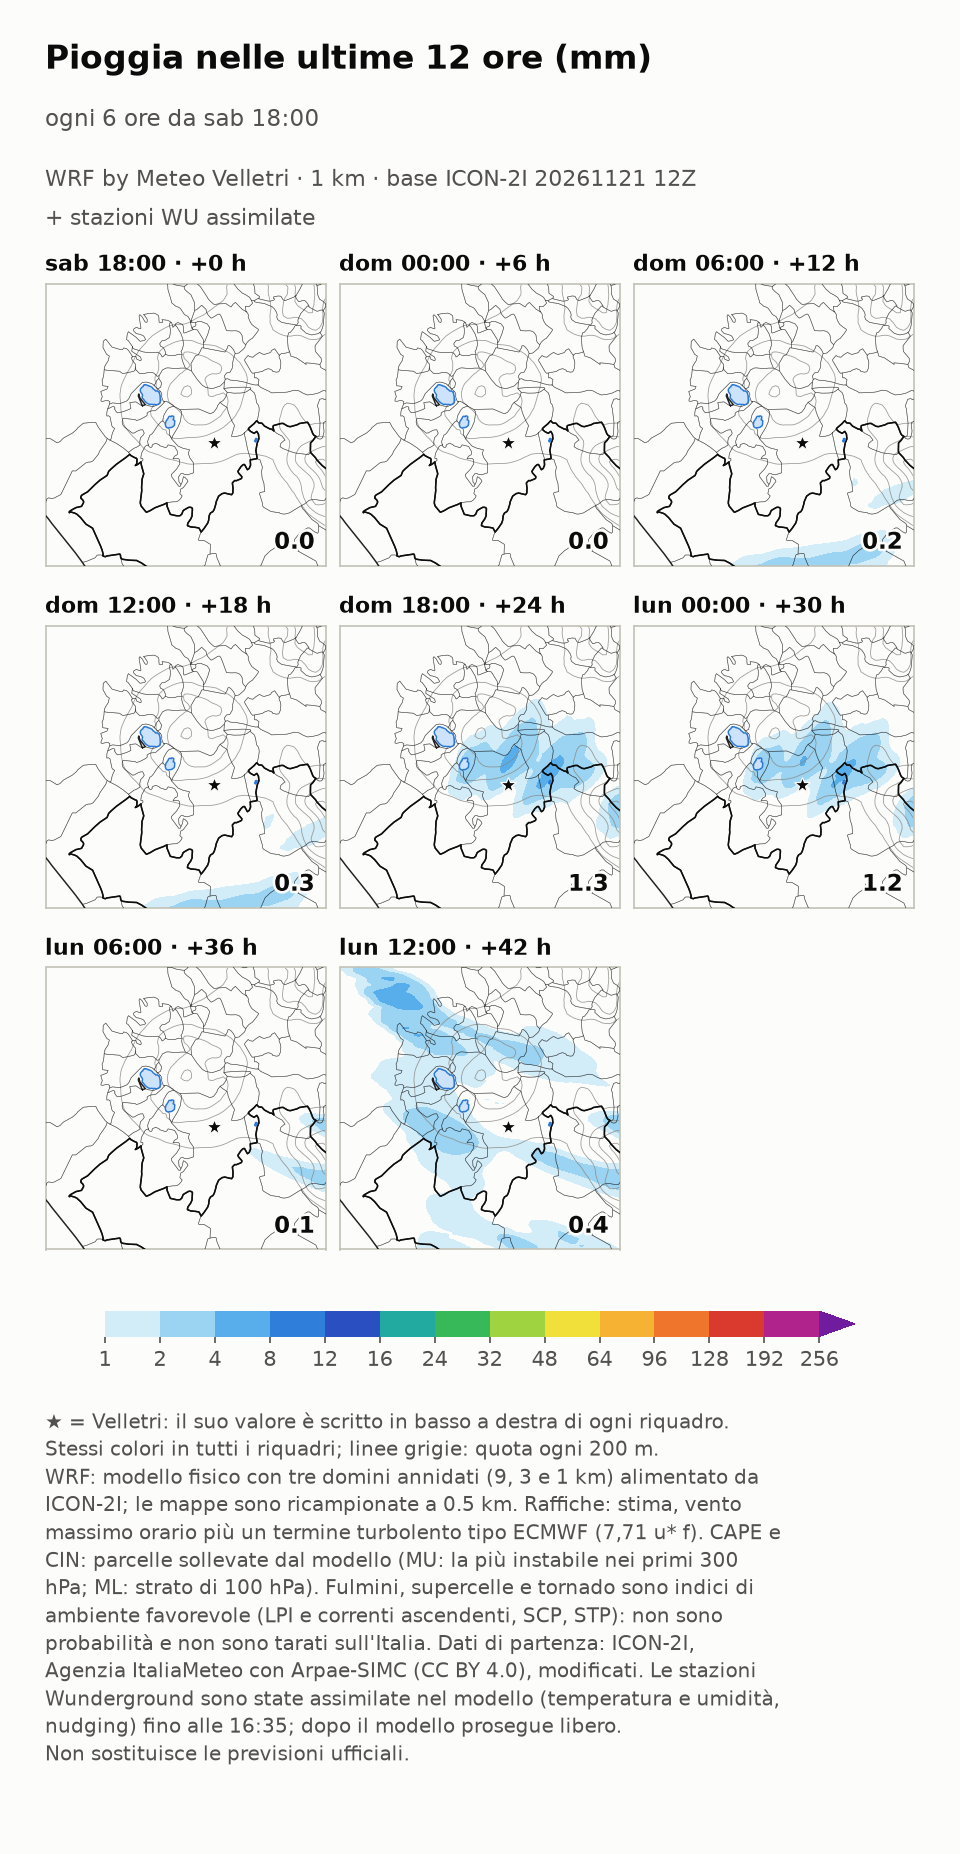 Pioggia nelle ultime 12 ore (mm)
ogni 6 ore da sab 18:00
WRF by Meteo Velletri · 1 km · base ICON-2I 20261121 12Z
+ stazioni WU assimilate
sab 18:00 · +0 h
dom 00:00 · +6 h
dom 06:00 · +12 h
0.0
0.0
0.2
dom 12:00 · +18 h
dom 18:00 · +24 h
lun 00:00 · +30 h
0.3
1.3
1.2
lun 06:00 · +36 h
lun 12:00 · +42 h
0.1
0.4
1 2 4 8 12 16 24 32 48 64 96 128 192 256
★ = Velletri: il suo valore è scritto in basso a destra di ogni riquadro.
Stessi colori in tutti i riquadri; linee grigie: quota ogni 200 m.
WRF: modello fisico con tre domini annidati (9, 3 e 1 km) alimentato da
ICON-2I; le mappe sono ricampionate a 0.5 km. Raffiche: stima, vento
massimo orario più un termine turbolento tipo ECMWF (7,71 u* f). CAPE e
CIN: parcelle sollevate dal modello (MU: la più instabile nei primi 300
hPa; ML: strato di 100 hPa). Fulmini, supercelle e tornado sono indici di
ambiente favorevole (LPI e correnti ascendenti, SCP, STP): non sono
probabilità e non sono tarati sull'Italia. Dati di partenza: ICON-2I,
Agenzia ItaliaMeteo con Arpae-SIMC (CC BY 4.0), modificati. Le stazioni
Wunderground sono state assimilate nel modello (temperatura e umidità,
nudging) fino alle 16:35; dopo il modello prosegue libero.
Non sostituisce le previsioni ufficiali.